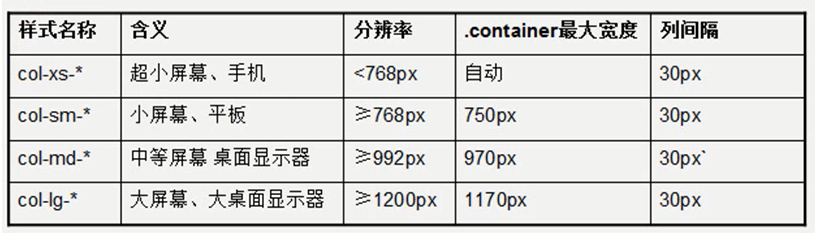 样式名称 含义 分辨率 .container最大宽度 列间隔
col-xs-* 超小屏幕、手机 <768px 自动 30px
col-sm-* 小屏幕、平板 ≥768px 750px 30px
col-md-* 中等屏幕 桌面显示器 ≥992px 970px 30px`
col-lg-* 大屏幕、大桌面显示器 ≥1200px 1170px 30px